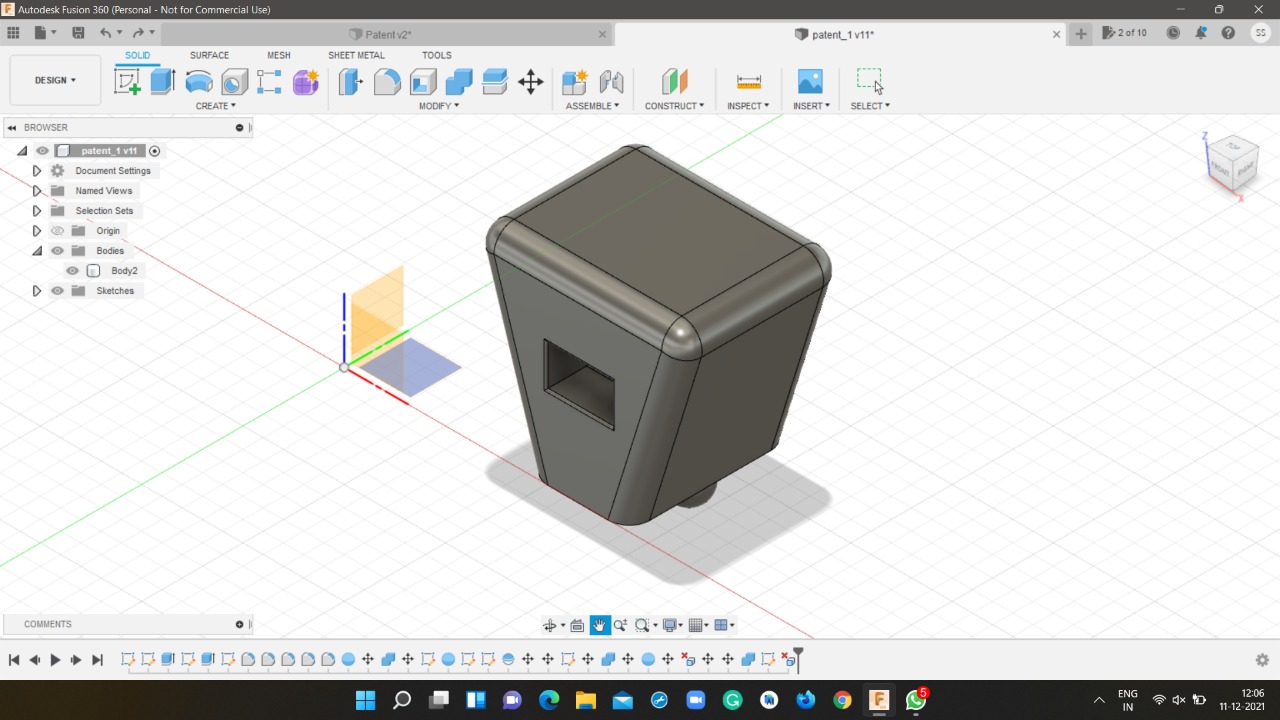 Autodesk Fusion 360 (Personal - Not for Commercial Use)
Patent v2*
patent_1 v11*
2 of 10
SS
SOLID
SURFACE
MESH
SHEET METAL
TOOLS
DESIGN
CREATE
MODIFY
ASSEMBLE
CONSTRUCT
INSPECT
INSERT
SELECT
BROWSER
patent_1 v11
Document Settings
Named Views
Selection Sets
Origin
Bodies
Body2
Sketches
Z
TOP
FRONT
RIGHT
X
COMMENTS
5
ENG
IN
12:06
11-12-2021